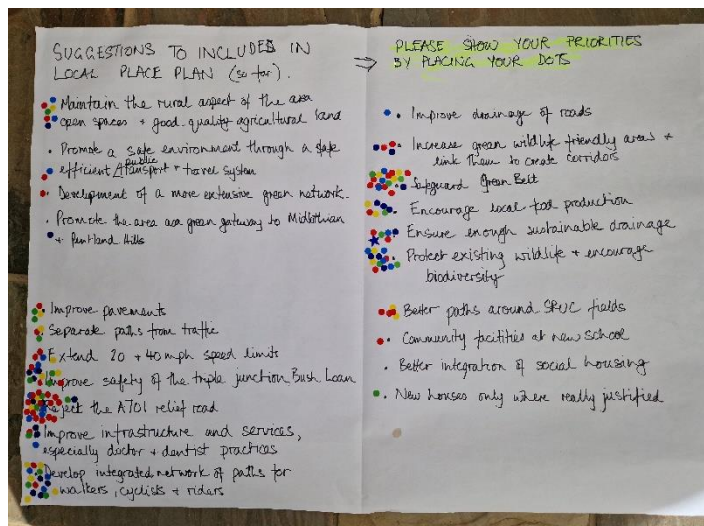 SUGGESTIONS TO INCLUDED IN
LOCAL PLACE PLAN (so far).
Maintain the rural aspect of the area
open spaces + good quality agricultural land
Promote a safe environment through a safe
efficient public transport + travel system
Development of a more extensive green network
Promote the area as a green gateway to Midlothian
+ Pentland Hills
Improve pavements
Separate paths from traffic
Extend 20 + 40 mph speed limits
Improve safety of the triple junction Bush Loan
Reject the A701 relief road
Improve infrastructure and services,
especially doctor + dentist practices
Develop integrated network of paths for
walkers, cyclists + riders
⇒ PLEASE SHOW YOUR PRIORITIES
BY PLACING YOUR DOTS
Improve drainage of roads
Increase green wildlife friendly areas +
link them to create corridors
Safeguard Green Belt
Encourage local food production
Ensure enough sustainable drainage
Protect existing wildlife + encourage
biodiversity
Better paths around SRUC fields
Community facilities at new school
Better integration of social housing
New houses only where really justified